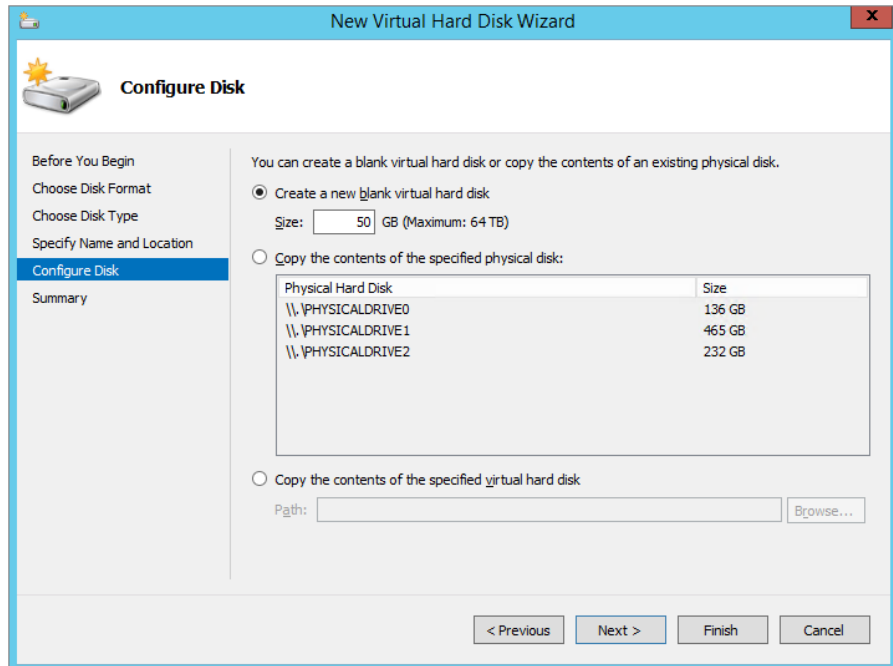 New Virtual Hard Disk Wizard
x
Configure Disk
Before You Begin
Choose Disk Format
Choose Disk Type
Specify Name and Location
Configure Disk
Summary
You can create a blank virtual hard disk or copy the contents of an existing physical disk.
Create a new blank virtual hard disk
Size: 50 GB (Maximum: 64 TB)
Copy the contents of the specified physical disk:
Physical Hard Disk Size
\\.\PHYSICALDRIVE0 136 GB
\\.\PHYSICALDRIVE1 465 GB
\\.\PHYSICALDRIVE2 232 GB
Copy the contents of the specified virtual hard disk
Path: Browse...
< Previous Next > Finish Cancel